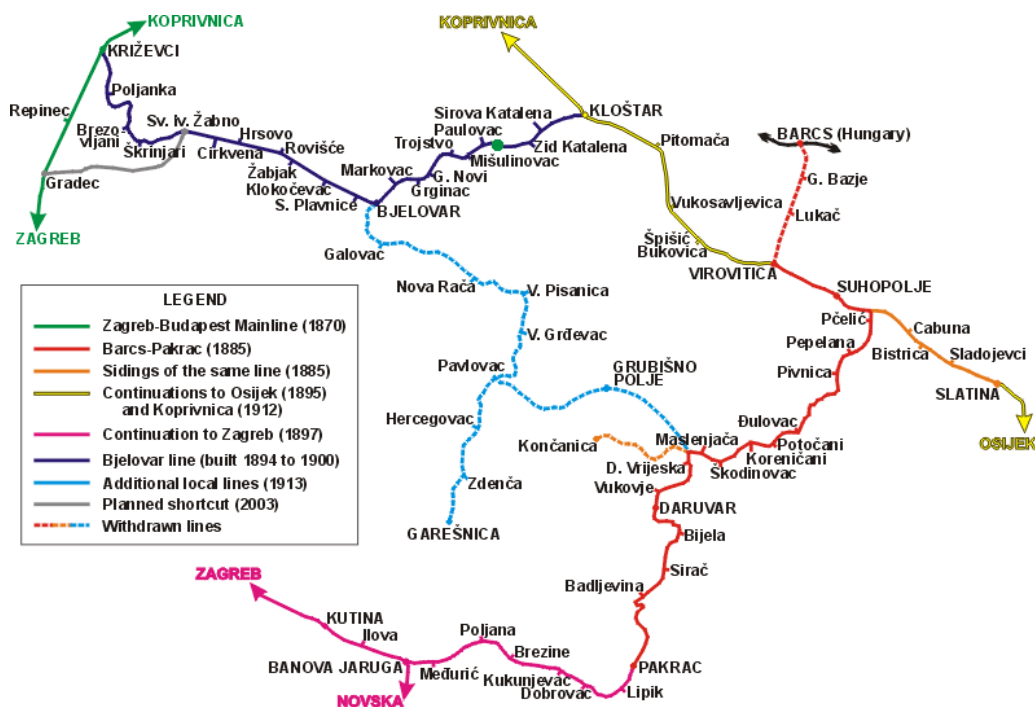 KOPRIVNICA
KOPRIVNICA
KRIŽEVCI
Poljanka
Repinec
Sv. iv. Žabno
Brezo-
vljani
Škrinjari
Gradec
ZAGREB
Cirkvena
Hrsovo
Rovišće
Žabjak
Klokočevac
S. Plavnice
BJELOVAR
Markovac
Trojstvo
Paulovac
Sirova Katalena
G. Novi
Grginac
Mišulinovac
Zid Katalena
KLOŠTAR
Pitomača
Vukosavljevica
Špišić
Bukovica
VIROVITICA
BARCS (Hungary)
G. Bazje
Lukač
SUHOPOLJE
Pčelić
Cabuna
Bistrica
Sladojevci
SLATINA
OSIJEK
Pepelana
Pivnica
Đulovac
Potočani
Koreničani
Škodinovac
Maslenjača
D. Vrijeska
Končanica
GRUBIŠNO
POLJE
Galovac
Nova Rača
V. Pisanica
V. Grđevac
Pavlovac
Hercegovac
Zdenča
GAREŠNICA
Vukovje
DARUVAR
Bijela
Sirač
Badljevina
PAKRAC
Lipik
Dobrovac
Kukunjevac
Brezine
Poljana
Međurić
BANOVA JARUGA
NOVSKA
Ilova
KUTINA
ZAGREB
LEGEND
Zagreb-Budapest Mainline (1870)
Barcs-Pakrac (1885)
Sidings of the same line (1885)
Continuations to Osijek (1895)
and Koprivnica (1912)
Continuation to Zagreb (1897)
Bjelovar line (built 1894 to 1900)
Additional local lines (1913)
Planned shortcut (2003)
Withdrawn lines